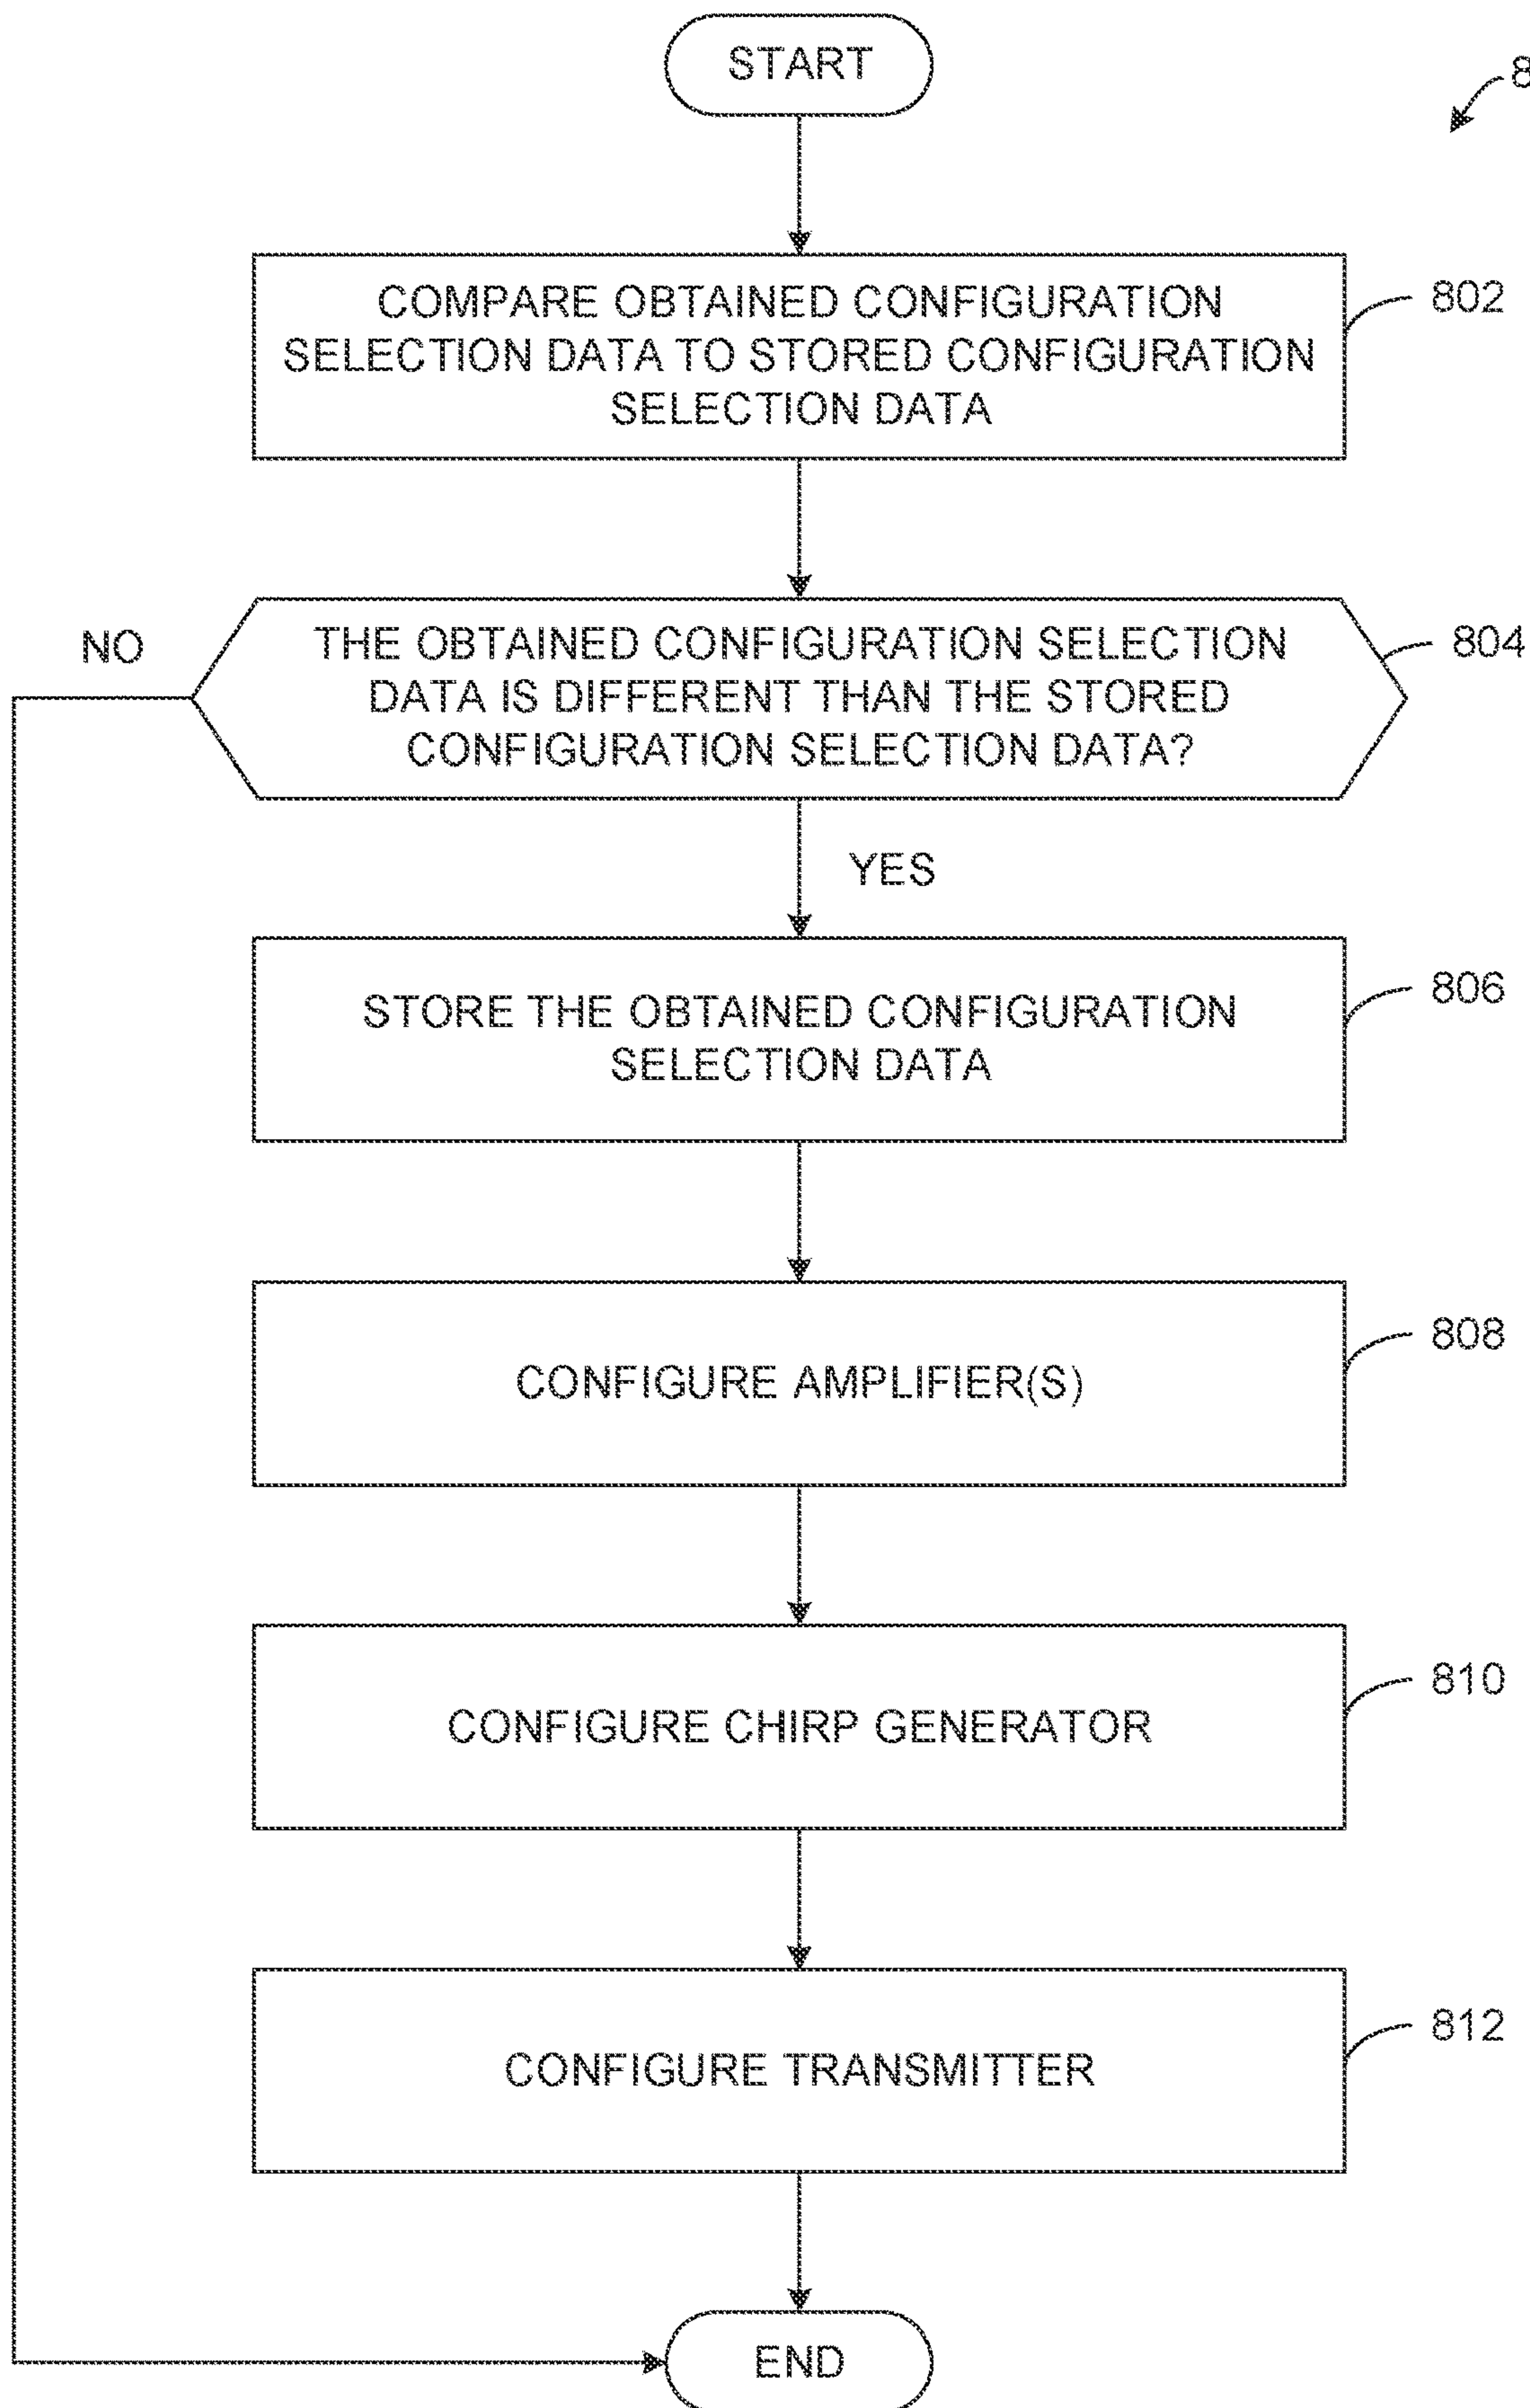 START
COMPARE OBTAINED CONFIGURATION
SELECTION DATA TO STORED CONFIGURATION
SELECTION DATA
802
NO
THE OBTAINED CONFIGURATION SELECTION
DATA IS DIFFERENT THAN THE STORED
CONFIGURATION SELECTION DATA?
804
YES
STORE THE OBTAINED CONFIGURATION
SELECTION DATA
806
CONFIGURE AMPLIFIER(S)
808
CONFIGURE CHIRP GENERATOR
810
CONFIGURE TRANSMITTER
812
END